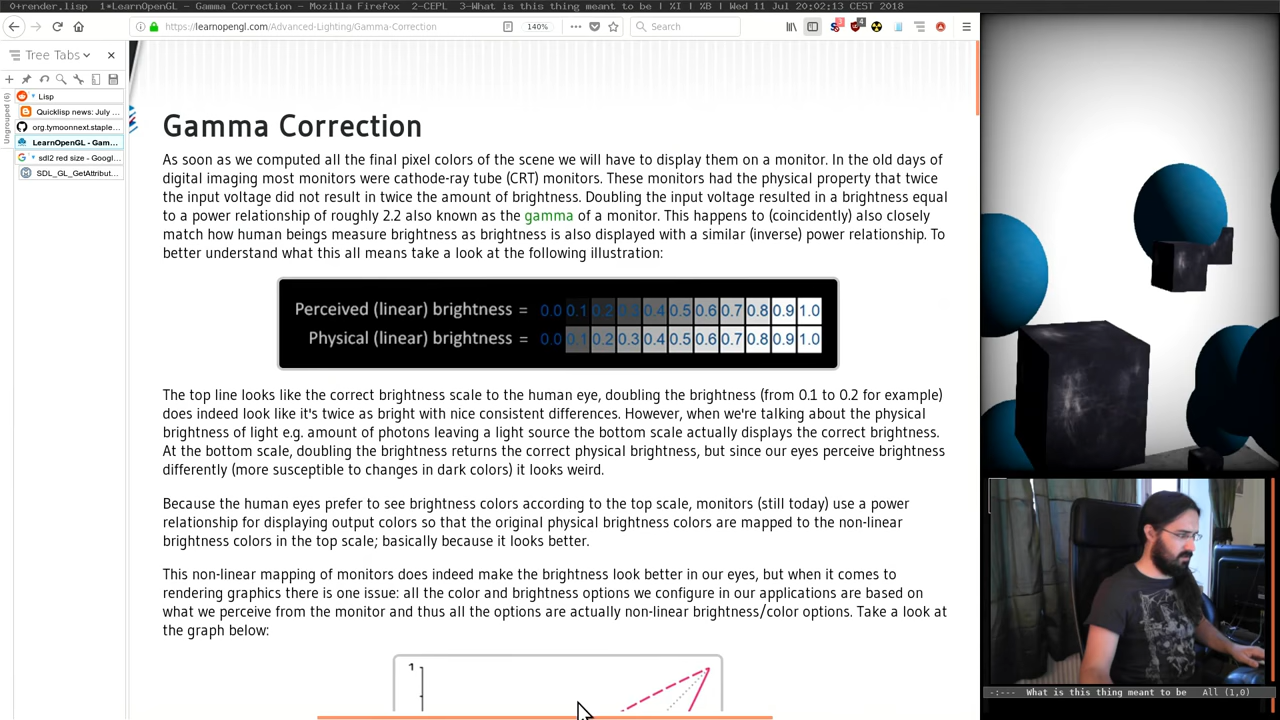 0*render.lisp 1*LearnOpenGL - Gamma Correction - Mozilla Firefox 2-CEPL 3-What is this thing meant to be | %I | %B | Wed 11 Jul 20:02:13 CEST 2018
https://learnopengl.com/Advanced-Lighting/Gamma-Correction
140%
Search
3
4
Tree Tabs
Ungrouped (6)
Lisp
Quicklisp news: July ...
org.tymoonnext.staple...
LearnOpenGL - Gam...
sdl2 red size - Googl...
SDL_GL_GetAttribut...
Gamma Correction
As soon as we computed all the final pixel colors of the scene we will have to display them on a monitor. In the old days of
digital imaging most monitors were cathode-ray tube (CRT) monitors. These monitors had the physical property that twice
the input voltage did not result in twice the amount of brightness. Doubling the input voltage resulted in a brightness equal
to a power relationship of roughly 2.2 also known as the gamma of a monitor. This happens to (coincidently) also closely
match how human beings measure brightness as brightness is also displayed with a similar (inverse) power relationship. To
better understand what this all means take a look at the following illustration:
Perceived (linear) brightness = 0.0 0.1 0.2 0.3 0.4 0.5 0.6 0.7 0.8 0.9 1.0
Physical (linear) brightness = 0.0 0.1 0.2 0.3 0.4 0.5 0.6 0.7 0.8 0.9 1.0
The top line looks like the correct brightness scale to the human eye, doubling the brightness (from 0.1 to 0.2 for example)
does indeed look like it's twice as bright with nice consistent differences. However, when we're talking about the physical
brightness of light e.g. amount of photons leaving a light source the bottom scale actually displays the correct brightness.
At the bottom scale, doubling the brightness returns the correct physical brightness, but since our eyes perceive brightness
differently (more susceptible to changes in dark colors) it looks weird.
Because the human eyes prefer to see brightness colors according to the top scale, monitors (still today) use a power
relationship for displaying output colors so that the original physical brightness colors are mapped to the non-linear
brightness colors in the top scale; basically because it looks better.
This non-linear mapping of monitors does indeed make the brightness look better in our eyes, but when it comes to
rendering graphics there is one issue: all the color and brightness options we configure in our applications are based on
what we perceive from the monitor and thus all the options are actually non-linear brightness/color options. Take a look at
the graph below:
1
-:--- What is this thing meant to be All (1,0)